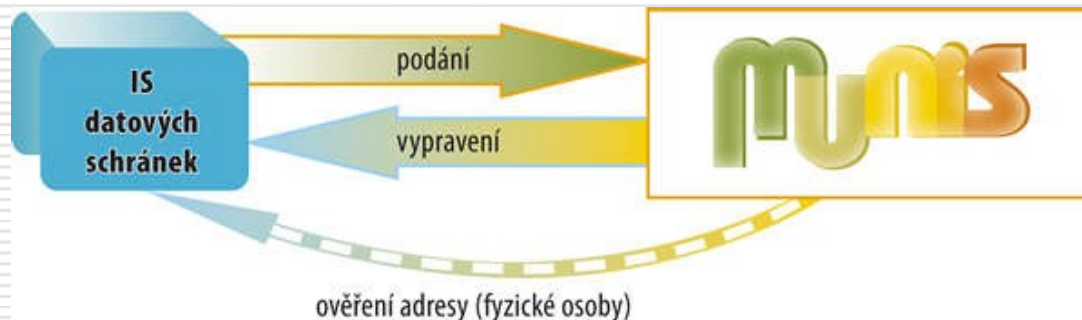 IS
datových
schránek
podání
vypravení
munis
ověření adresy (fyzické osoby)